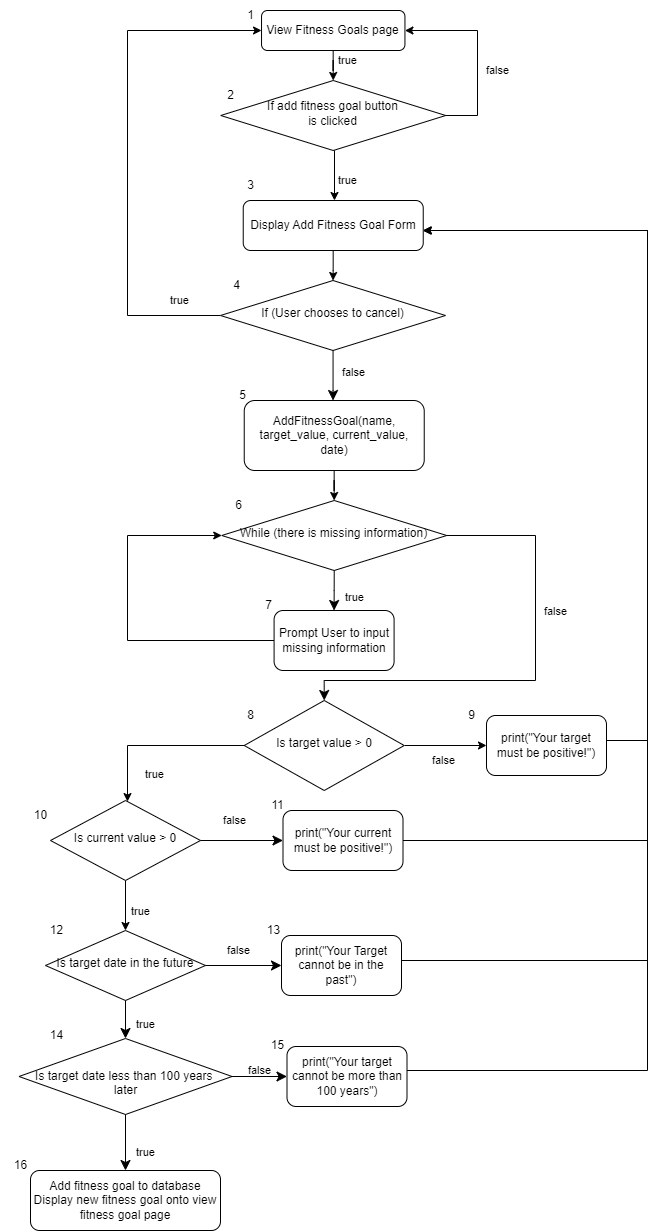 1
View Fitness Goals page
true
false
2
If add fitness goal button
is clicked
true
3
Display Add Fitness Goal Form
4
If (User chooses to cancel)
true
false
5
AddFitnessGoal(name,
target_value, current_value,
date)
6
While (there is missing information)
true
false
7
Prompt User to input
missing information
8
Is target value > 0
true
false
9
print("Your target
must be positive!")
10
Is current value > 0
false
11
print("Your current
must be positive!")
true
12
Is target date in the future
false
13
print("Your Target
cannot be in the
past")
true
14
Is target date less than 100 years
later
false
15
print("Your target
cannot be more than
100 years")
true
16
Add fitness goal to database
Display new fitness goal onto view
fitness goal page